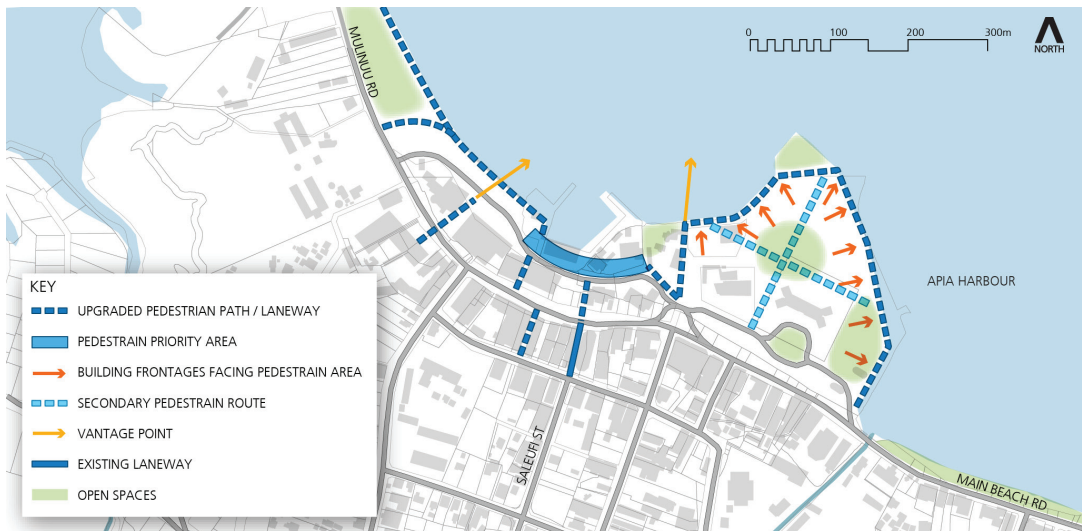 MULINUU RD
0 100 200 300m
NORTH
APIA HARBOUR
KEY
UPGRADED PEDESTRIAN PATH / LANEWAY
PEDESTRAIN PRIORITY AREA
BUILDING FRONTAGES FACING PEDESTRAIN AREA
SECONDARY PEDESTRAIN ROUTE
VANTAGE POINT
EXISTING LANEWAY
OPEN SPACES
SALEUFI ST
MAIN BEACH RD